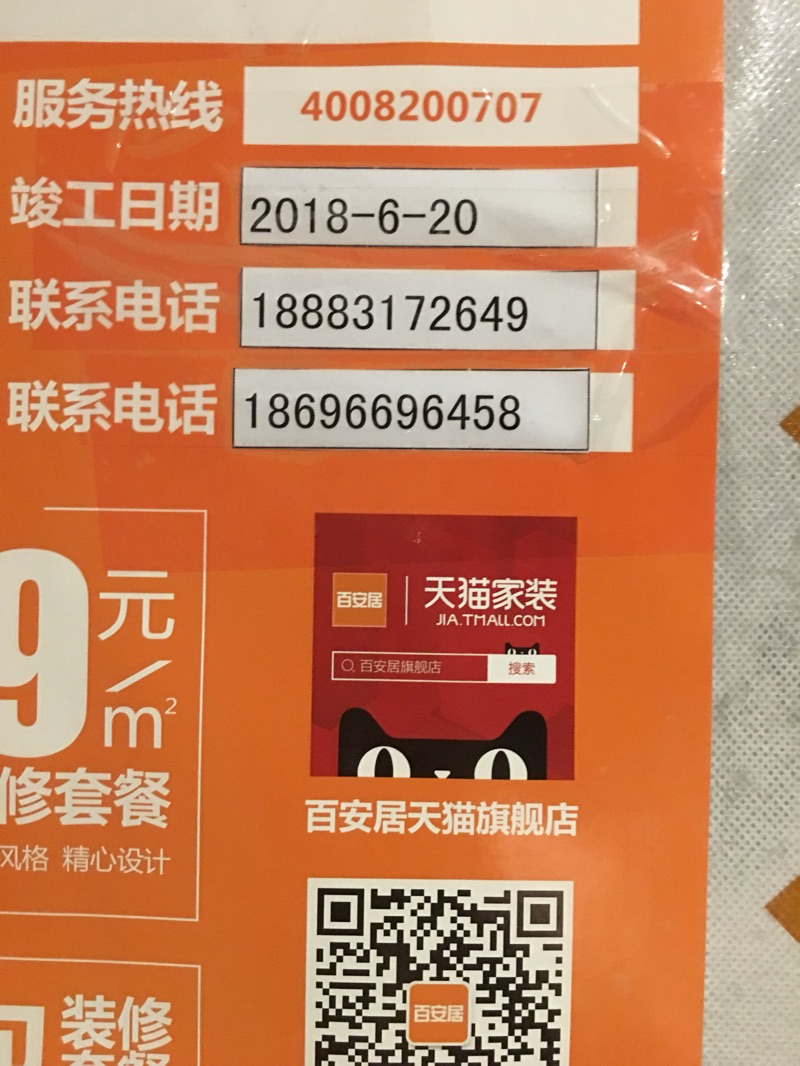 服务热线 4008200707
竣工日期 2018-6-20
联系电话 18883172649
联系电话 18696696458
9元/m²
修套餐
风格 精心设计
百安居 天猫家装
JIA.TMALL.COM
百安居旗舰店 搜索
百安居天猫旗舰店
百安居
装修
套餐